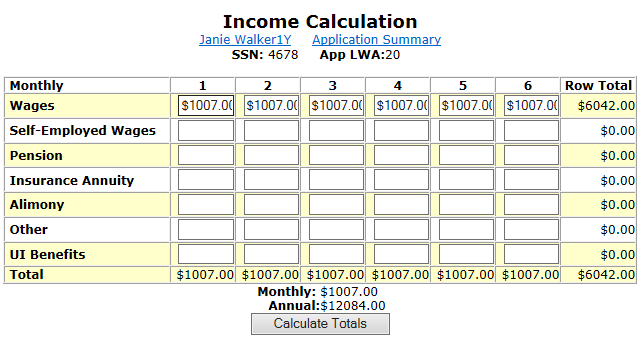 Income Calculation
Janie Walker1Y Application Summary
SSN: 4678 App LWA:20
Monthly 1 2 3 4 5 6 Row Total
Wages $1007.00 $1007.00 $1007.00 $1007.00 $1007.00 $1007.00 $6042.00
Self-Employed Wages $0.00
Pension $0.00
Insurance Annuity $0.00
Alimony $0.00
Other $0.00
UI Benefits $0.00
Total $1007.00 $1007.00 $1007.00 $1007.00 $1007.00 $1007.00 $6042.00
Monthly: $1007.00
Annual:$12084.00
Calculate Totals